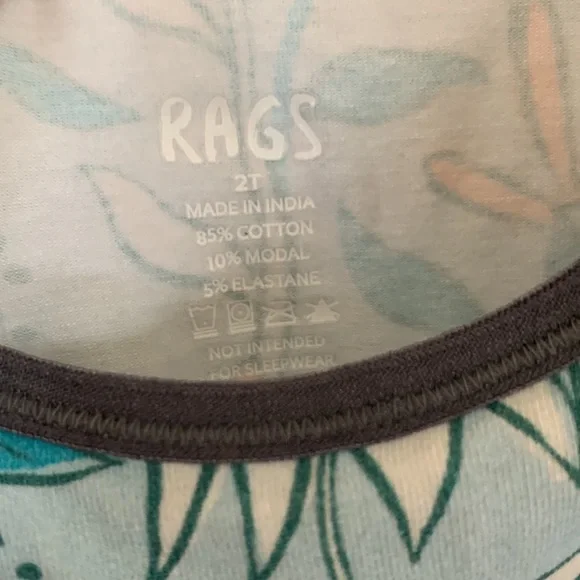 RAGS
2T
MADE IN INDIA
85% COTTON
10% MODAL
5% ELASTANE
NOT INTENDED
FOR SLEEPWEAR